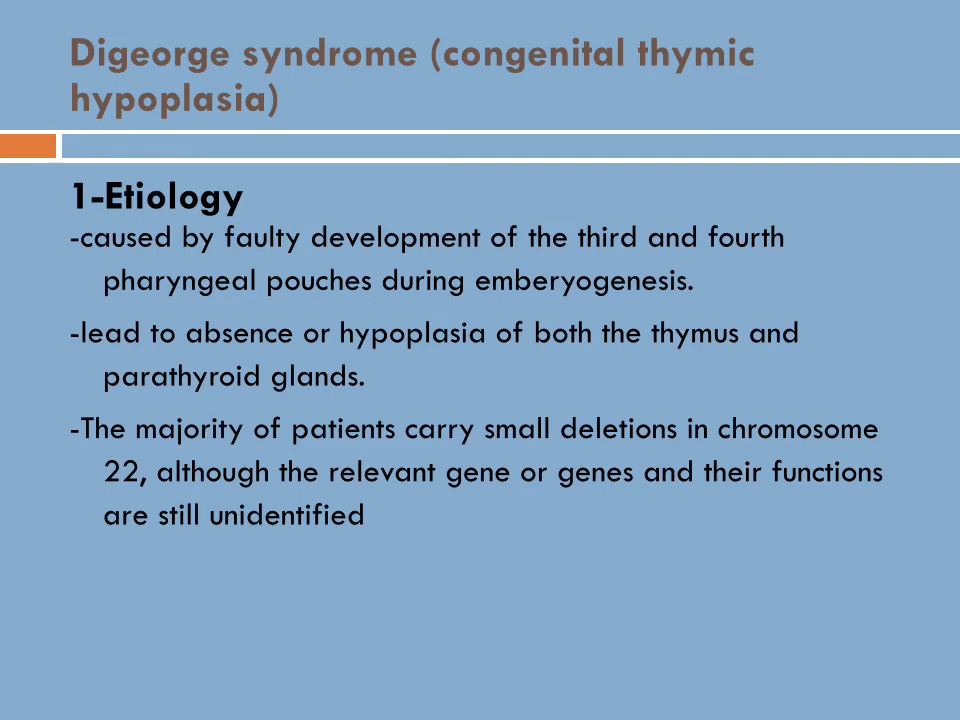 Digeorge syndrome (congenital thymic
hypoplasia)
1-Etiology
-caused by faulty development of the third and fourth
pharyngeal pouches during emberyogenesis.
-lead to absence or hypoplasia of both the thymus and
parathyroid glands.
-The majority of patients carry small deletions in chromosome
22, although the relevant gene or genes and their functions
are still unidentified